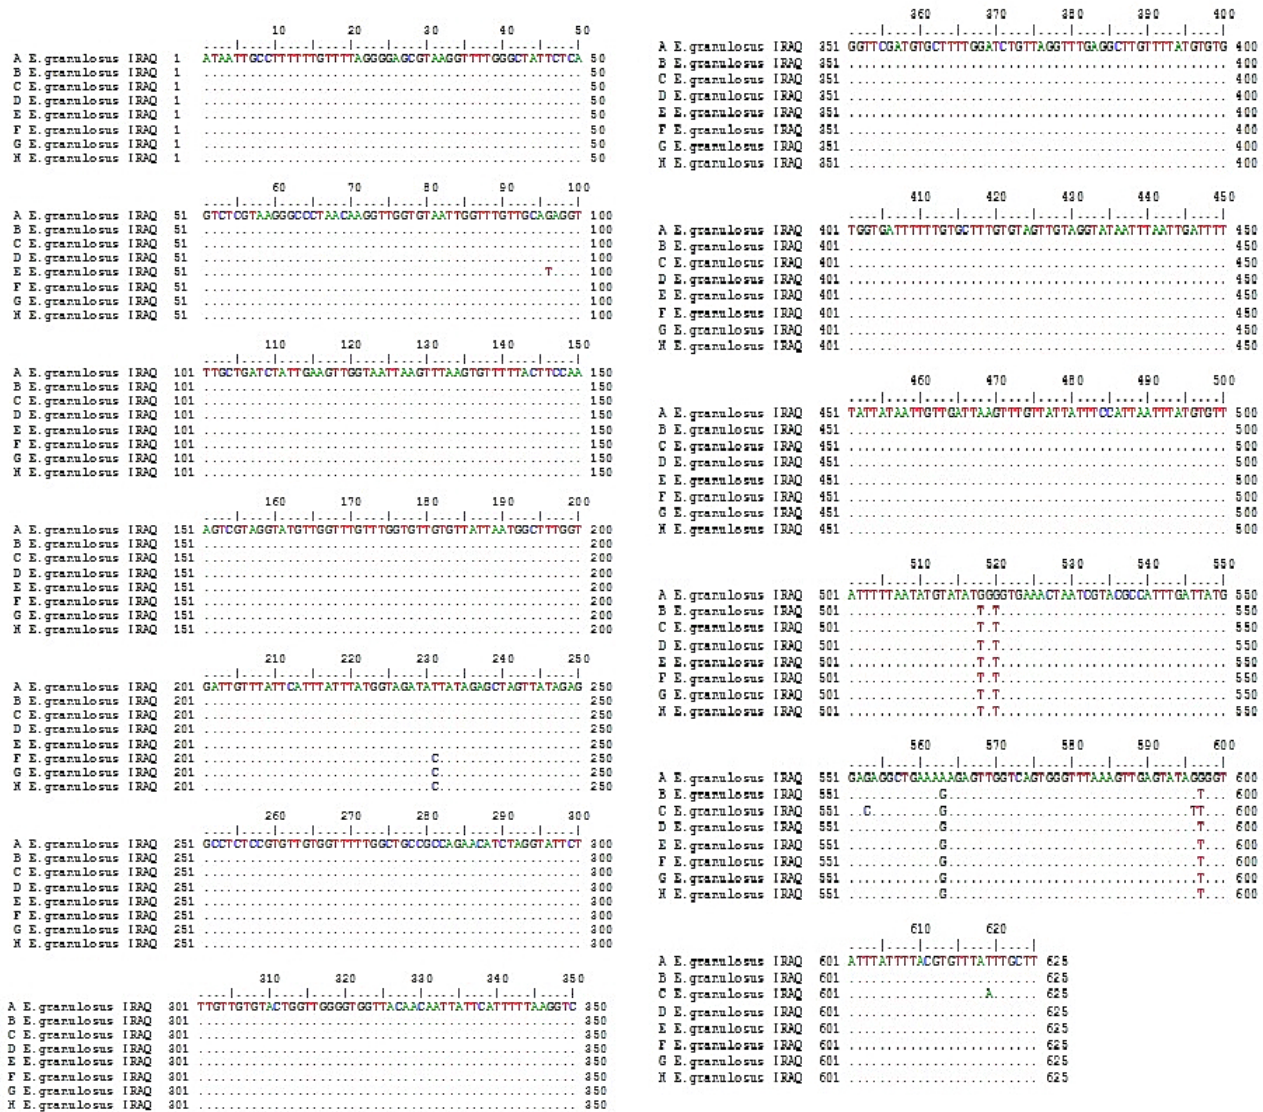 10 20 30 40 50
A E.granulosus IRAQ 1 ATAATTGCCTTTTTTGTTTTAGGGGAGCGTAAGGTTTTGGGCTATTCTCA 50
B E.granulosus IRAQ 1 .................................................. 50
C E.granulosus IRAQ 1 .................................................. 50
D E.granulosus IRAQ 1 .................................................. 50
E E.granulosus IRAQ 1 .................................................. 50
F E.granulosus IRAQ 1 .................................................. 50
G E.granulosus IRAQ 1 .................................................. 50
H E.granulosus IRAQ 1 .................................................. 50
60 70 80 90 100
A E.granulosus IRAQ 51 GTCTCGTAAGGGCCCTAACAAGGTTGGTGTAATTGGTTTGTTGCAGAGGT 100
B E.granulosus IRAQ 51 .................................................. 100
C E.granulosus IRAQ 51 .................................................. 100
D E.granulosus IRAQ 51 .................................................. 100
E E.granulosus IRAQ 51 .............................................T.... 100
F E.granulosus IRAQ 51 .................................................. 100
G E.granulosus IRAQ 51 .................................................. 100
H E.granulosus IRAQ 51 .................................................. 100
110 120 130 140 150
A E.granulosus IRAQ 101 TTGCTGATCTATTGAAGTTGGTAATTAAGTTTAAGTGTTTTTACTTCCAA 150
B E.granulosus IRAQ 101 .................................................. 150
C E.granulosus IRAQ 101 .................................................. 150
D E.granulosus IRAQ 101 .................................................. 150
E E.granulosus IRAQ 101 .................................................. 150
F E.granulosus IRAQ 101 .................................................. 150
G E.granulosus IRAQ 101 .................................................. 150
H E.granulosus IRAQ 101 .................................................. 150
160 170 180 190 200
A E.granulosus IRAQ 151 AGTCGTAGGTATGTTGGTTTGTTTGGTGTTGTGTTATTAATGGCTTTGGT 200
B E.granulosus IRAQ 151 .................................................. 200
C E.granulosus IRAQ 151 .................................................. 200
D E.granulosus IRAQ 151 .................................................. 200
E E.granulosus IRAQ 151 .................................................. 200
F E.granulosus IRAQ 151 .................................................. 200
G E.granulosus IRAQ 151 .................................................. 200
H E.granulosus IRAQ 151 .................................................. 200
210 220 230 240 250
A E.granulosus IRAQ 201 GATTGTTTATTCATTTATTTATGGTAGATATTATAGAGCTAGTTATAGAG 250
B E.granulosus IRAQ 201 .................................................. 250
C E.granulosus IRAQ 201 .................................................. 250
D E.granulosus IRAQ 201 .................................................. 250
E E.granulosus IRAQ 201 .................................................. 250
F E.granulosus IRAQ 201 ..............................C................... 250
G E.granulosus IRAQ 201 ..............................C................... 250
H E.granulosus IRAQ 201 ..............................C................... 250
260 270 280 290 300
A E.granulosus IRAQ 251 GCCTCTCCGTGTTGTGGTTTTTGGCTGCCGCCAGAACATCTAGGTATTCT 300
B E.granulosus IRAQ 251 .................................................. 300
C E.granulosus IRAQ 251 .................................................. 300
D E.granulosus IRAQ 251 .................................................. 300
E E.granulosus IRAQ 251 .................................................. 300
F E.granulosus IRAQ 251 .................................................. 300
G E.granulosus IRAQ 251 .................................................. 300
H E.granulosus IRAQ 251 .................................................. 300
310 320 330 340 350
A E.granulosus IRAQ 301 TTGTTGTGTACTGGTTGGGGTGGTTACAACAATTATTCATTTTTAAGGTC 350
B E.granulosus IRAQ 301 .................................................. 350
C E.granulosus IRAQ 301 .................................................. 350
D E.granulosus IRAQ 301 .................................................. 350
E E.granulosus IRAQ 301 .................................................. 350
F E.granulosus IRAQ 301 .................................................. 350
G E.granulosus IRAQ 301 .................................................. 350
H E.granulosus IRAQ 301 .................................................. 350
360 370 380 390 400
A E.granulosus IRAQ 351 GGTTCGATGTGCTTTTGGATCTGTTAGGTTTGAGGCTTGTTTTATGTGTG 400
B E.granulosus IRAQ 351 .................................................. 400
C E.granulosus IRAQ 351 .................................................. 400
D E.granulosus IRAQ 351 .................................................. 400
E E.granulosus IRAQ 351 .................................................. 400
F E.granulosus IRAQ 351 .................................................. 400
G E.granulosus IRAQ 351 .................................................. 400
H E.granulosus IRAQ 351 .................................................. 400
410 420 430 440 450
A E.granulosus IRAQ 401 TGGTGATTTTTTGTGCTTTGTGTAGTTGTAGGTATAATTTAATTGATTTT 450
B E.granulosus IRAQ 401 .................................................. 450
C E.granulosus IRAQ 401 .................................................. 450
D E.granulosus IRAQ 401 .................................................. 450
E E.granulosus IRAQ 401 .................................................. 450
F E.granulosus IRAQ 401 .................................................. 450
G E.granulosus IRAQ 401 .................................................. 450
H E.granulosus IRAQ 401 .................................................. 450
460 470 480 490 500
A E.granulosus IRAQ 451 TATTATAATTGTTGATTAAGTTTGTTATTATTTCCATTAATTTATGTGTT 500
B E.granulosus IRAQ 451 .................................................. 500
C E.granulosus IRAQ 451 .................................................. 500
D E.granulosus IRAQ 451 .................................................. 500
E E.granulosus IRAQ 451 .................................................. 500
F E.granulosus IRAQ 451 .................................................. 500
G E.granulosus IRAQ 451 .................................................. 500
H E.granulosus IRAQ 451 .................................................. 500
510 520 530 540 550
A E.granulosus IRAQ 501 ATTTTTAATATGTATATGGGGTGAAACTAATCGTACGCCATTTGATTATG 550
B E.granulosus IRAQ 501 .................T.T.............................. 550
C E.granulosus IRAQ 501 .................T.T.............................. 550
D E.granulosus IRAQ 501 .................T.T.............................. 550
E E.granulosus IRAQ 501 .................T.T.............................. 550
F E.granulosus IRAQ 501 .................T.T.............................. 550
G E.granulosus IRAQ 501 .................T.T.............................. 550
H E.granulosus IRAQ 501 .................T.T.............................. 550
560 570 580 590 600
A E.granulosus IRAQ 551 GAGAGGCTGAAAAAGAGTTGGTCAGTGGGTTTAAAGTTGAGTATAGGGGT 600
B E.granulosus IRAQ 551 ............G.................................T... 600
C E.granulosus IRAQ 551 ..C.........G................................TT... 600
D E.granulosus IRAQ 551 ............G.................................T... 600
E E.granulosus IRAQ 551 ............G.................................T... 600
F E.granulosus IRAQ 551 ............G.................................T... 600
G E.granulosus IRAQ 551 ............G.................................T... 600
H E.granulosus IRAQ 551 ............G.................................T... 600
610 620
A E.granulosus IRAQ 601 ATTTATTTTACGTGTTTATTTGCTT 625
B E.granulosus IRAQ 601 ......................... 625
C E.granulosus IRAQ 601 ..................A...... 625
D E.granulosus IRAQ 601 ......................... 625
E E.granulosus IRAQ 601 ......................... 625
F E.granulosus IRAQ 601 ......................... 625
G E.granulosus IRAQ 601 ......................... 625
H E.granulosus IRAQ 601 ......................... 625